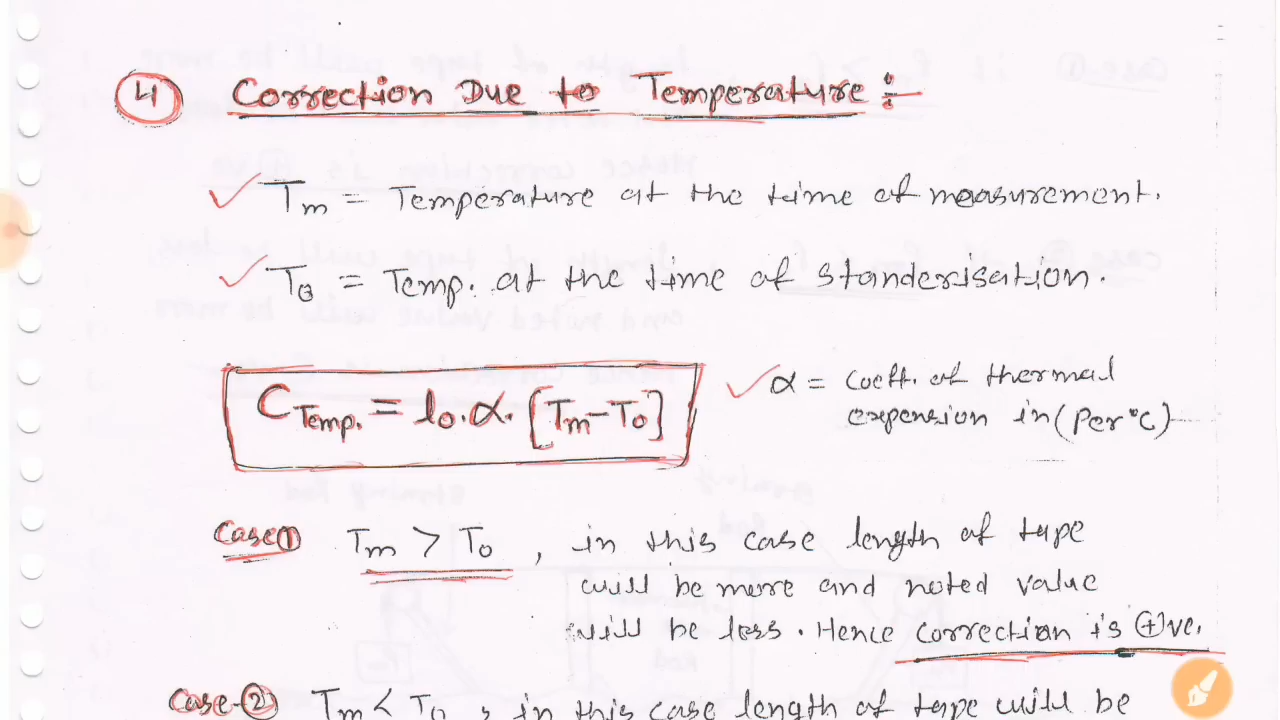 4 Correction Due to Temperature :-
Tm = Temperature at the time of measurement.
To = Temp. at the time of standerisation.
C Temp. = lo.α.[Tm-To]
α = coeff. of thermal
expension in (Per °C)
Case① Tm > To , in this case length of tape
will be more and noted value
will be less. Hence correction is ⊕ve.
Case-② Tm < To , in this case length of tape will be